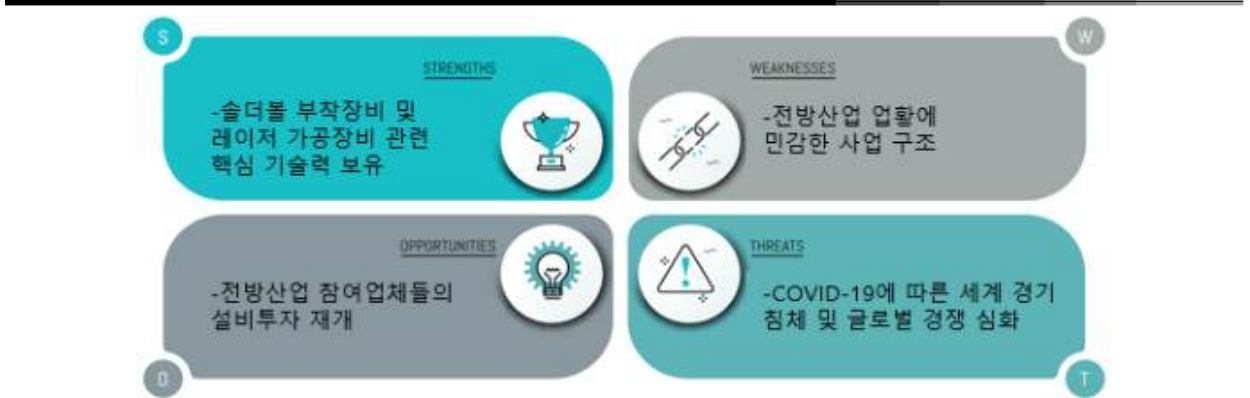 S
STRENGTHS
-솔더볼 부착장비 및
레이저 가공장비 관련
핵심 기술력 보유
W
WEAKNESSES
-전방산업 업황에
민감한 사업 구조
OPPORTUNITIES
-전방산업 참여업체들의
설비투자 재개
O
THREATS
-COVID-19에 따른 세계 경기
침체 및 글로벌 경쟁 심화
T